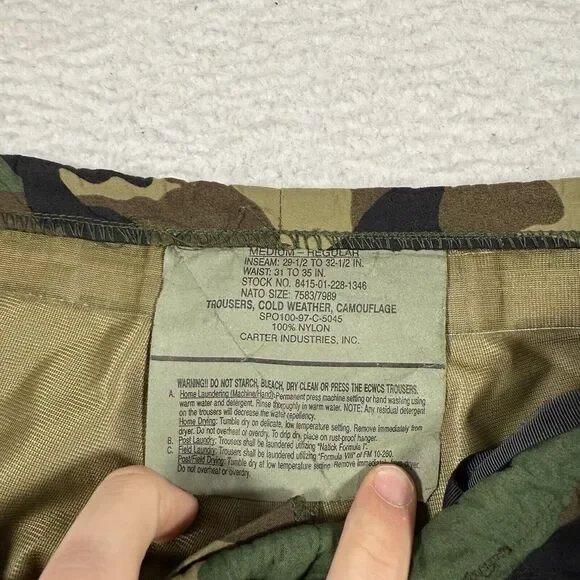 MEDIUM - REGULAR
INSEAM: 29-1/2 TO 32-1/2 IN.
WAIST: 31 TO 35 IN.
STOCK NO. 8415-01-228-1346
NATO SIZE: 7583/7989
TROUSERS, COLD WEATHER, CAMOUFLAGE
SPO100-97-C-5045
100% NYLON
CARTER INDUSTRIES, INC.
WARNING!! DO NOT STARCH, BLEACH, DRY CLEAN OR PRESS THE ECWCS TROUSERS.
A. Home Laundering (Machine/Hand): Permanent press machine setting or hand washing using
warm water and detergent. Rinse thoroughly in warm water. NOTE: Any residual detergent
on the trousers will decrease the water repellency.
Home Drying: Tumble dry on delicate, low temperature setting. Remove immediately from
dryer. Do not overheat or overdry. To drip dry, place on rust-proof hanger.
B. Post Laundry: Trousers shall be laundered utilizing "Natick Formula I".
C. Field Laundry: Trousers shall be laundered utilizing "Formula VIII" of FM 10-280.
Post/Field Drying: Tumble dry at low temperature setting. Remove immediately from dryer.
Do not overheat or overdry.